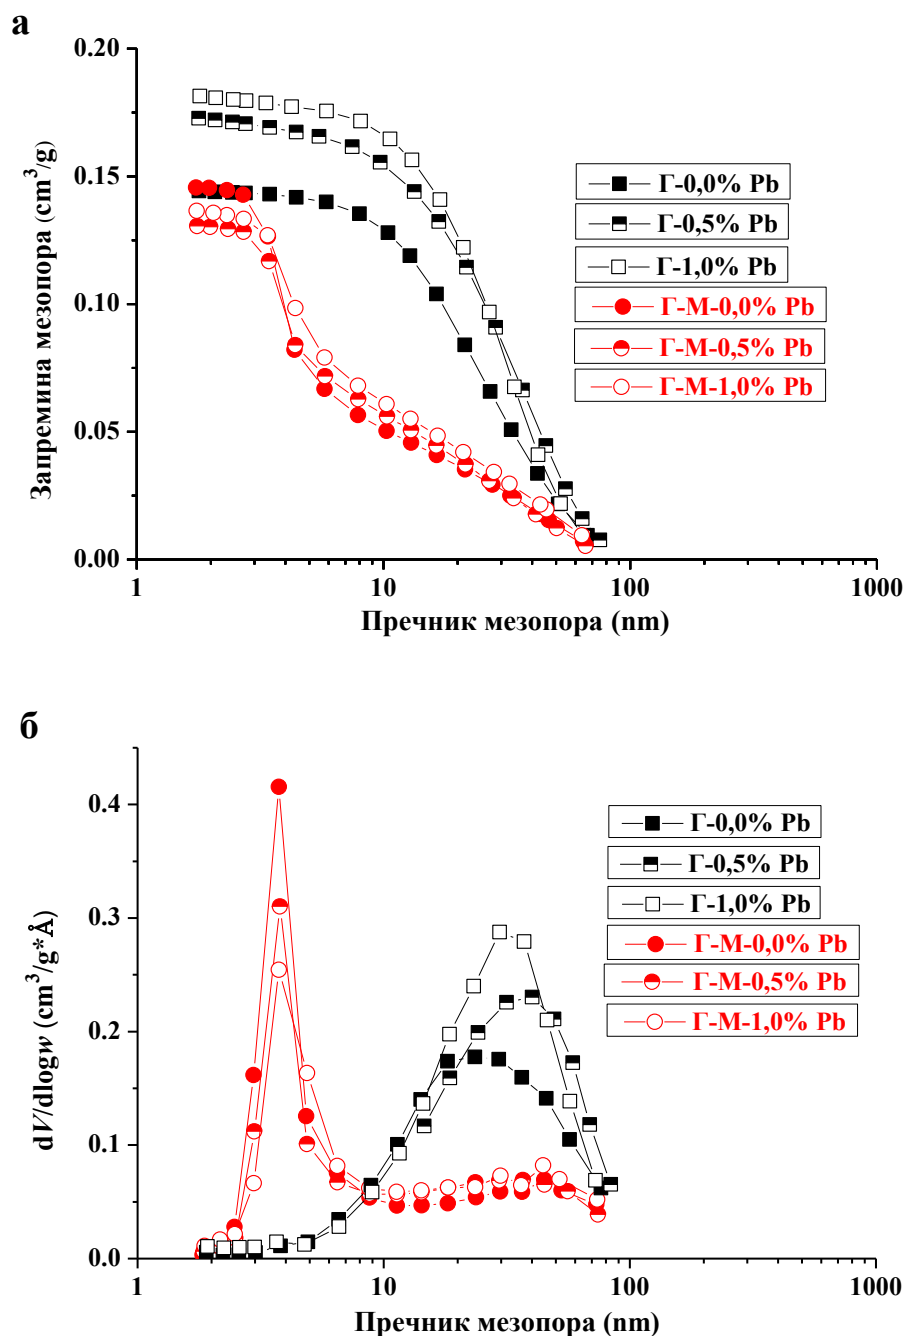 а
0.20
0.15
0.10
0.05
0.00
Запремина мезопора (cm³/g)
Г-0,0% Pb
Г-0,5% Pb
Г-1,0% Pb
Г-М-0,0% Pb
Г-М-0,5% Pb
Г-М-1,0% Pb
1 10 100 1000
Пречник мезопора (nm)
б
0.4
0.3
0.2
0.1
0.0
dV/dlogw (cm³/g*Å)
Г-0,0% Pb
Г-0,5% Pb
Г-1,0% Pb
Г-М-0,0% Pb
Г-М-0,5% Pb
Г-М-1,0% Pb
1 10 100 1000
Пречник мезопора (nm)